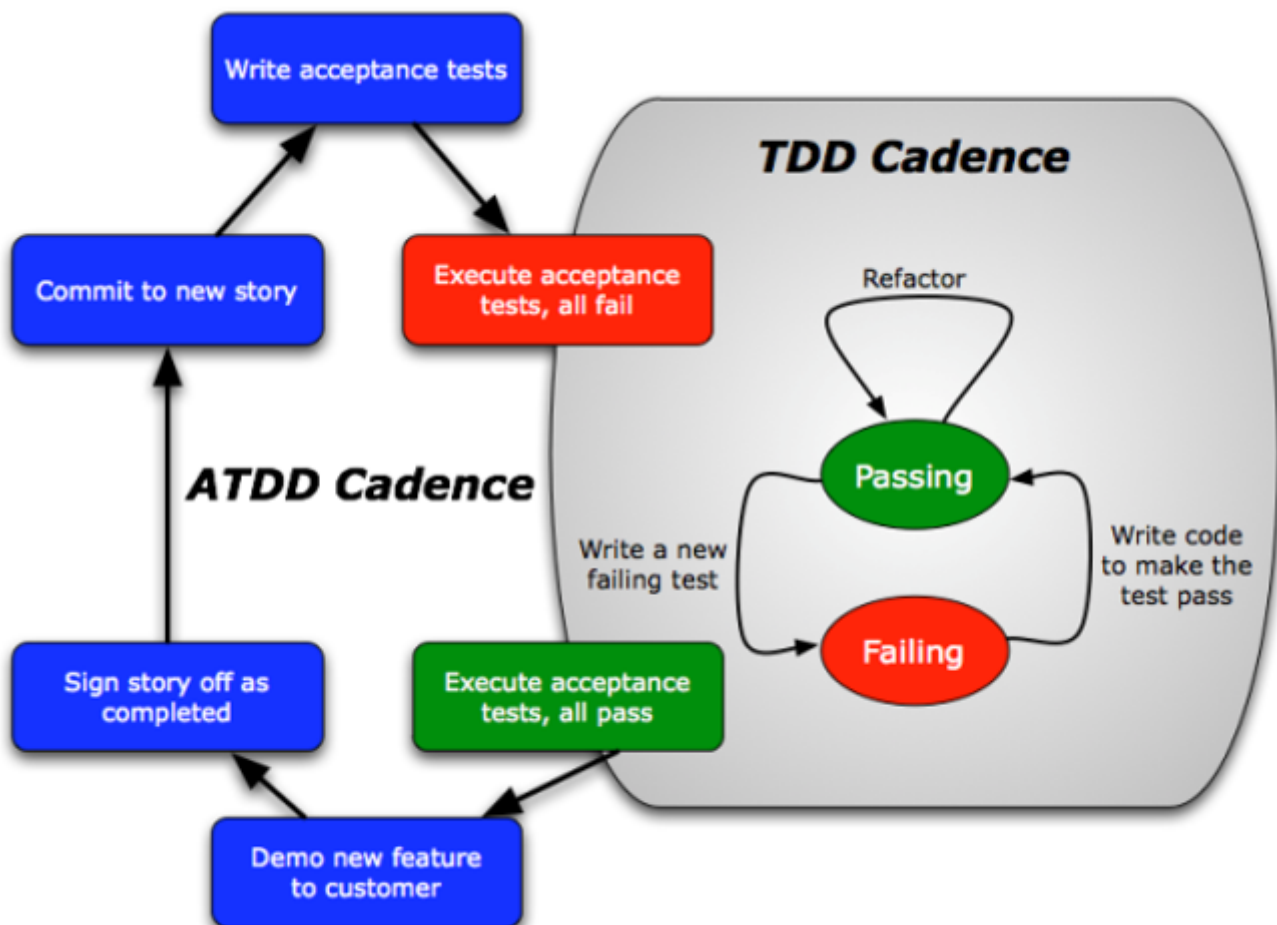 Write acceptance tests
TDD Cadence
Commit to new story
Execute acceptance
tests, all fail
Refactor
ATDD Cadence
Passing
Write a new
failing test
Write code
to make the
test pass
Failing
Sign story off as
completed
Execute acceptance
tests, all pass
Demo new feature
to customer